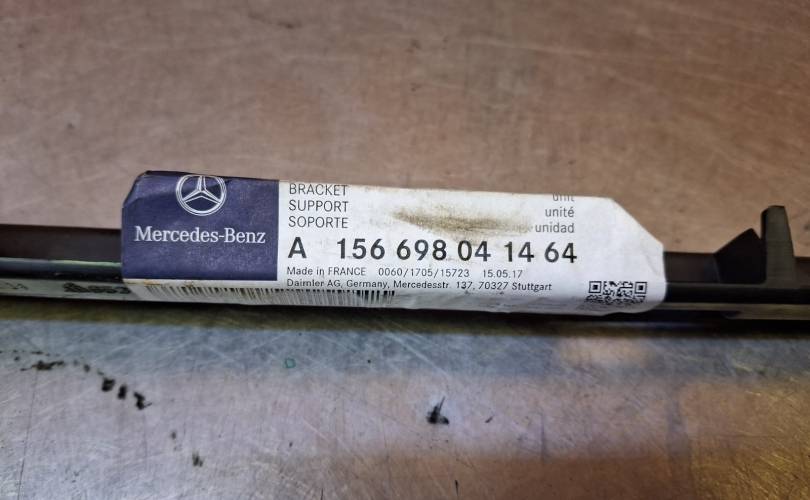 BRACKET
unit
SUPPORT
unité
SOPORTE
unidad
Mercedes-Benz
A 156 698 04 14 64
Made in FRANCE 0060/1705/15723 15.05.17
Daimler AG, Germany, Mercedesstr. 137, 70327 Stuttgart